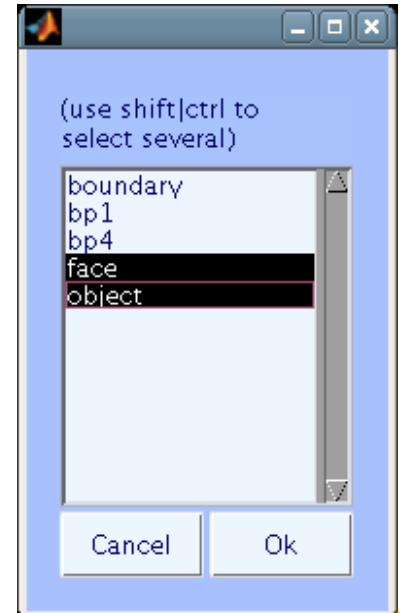 (use shift|ctrl to
select several)
boundary
bp1
bp4
face
object
Cancel
Ok